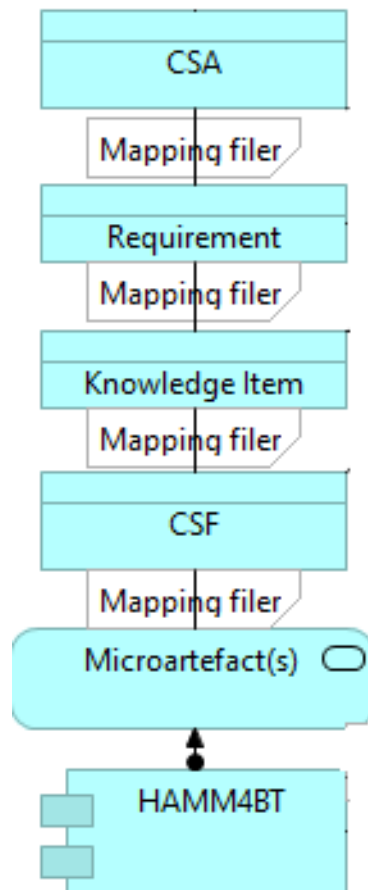 CSA
Mapping filer
Requirement
Mapping filer
Knowledge Item
Mapping filer
CSF
Mapping filer
Microartefact(s)
HAMM4BT